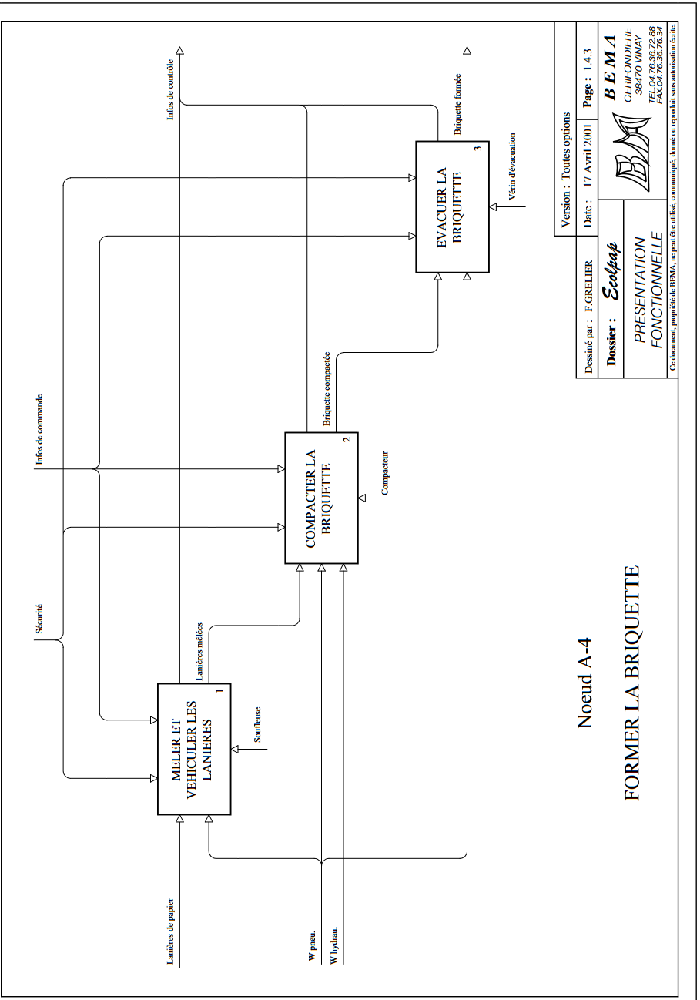 Sécurité
Infos de commande
Infos de contrôle
Lanières de papier
MELER ET
VEHICULER LES
LANIERES
1
Lanières mêlées
Soufleuse
W pneu.
W hydrau.
COMPACTER LA
BRIQUETTE
2
Briquette compactée
Compacteur
EVACUER LA
BRIQUETTE
3
Briquette formée
Vérin d'évacuation
Noeud A-4
FORMER LA BRIQUETTE
Version : Toutes options
Dessiné par : F.GRELIER
Date : 17 Avril 2001
Page : 1.4.3
Dossier : Ecolpap
PRESENTATION
FONCTIONNELLE
BEMA
GERIFONDIERE
38470 VINAY
TEL.04.76.36.72.88
FAX.04.76.36.76.34
Ce document, propriété de BEMA, ne peut être utilisé, communiqué, donné ou reproduit sans autorisation écrite.